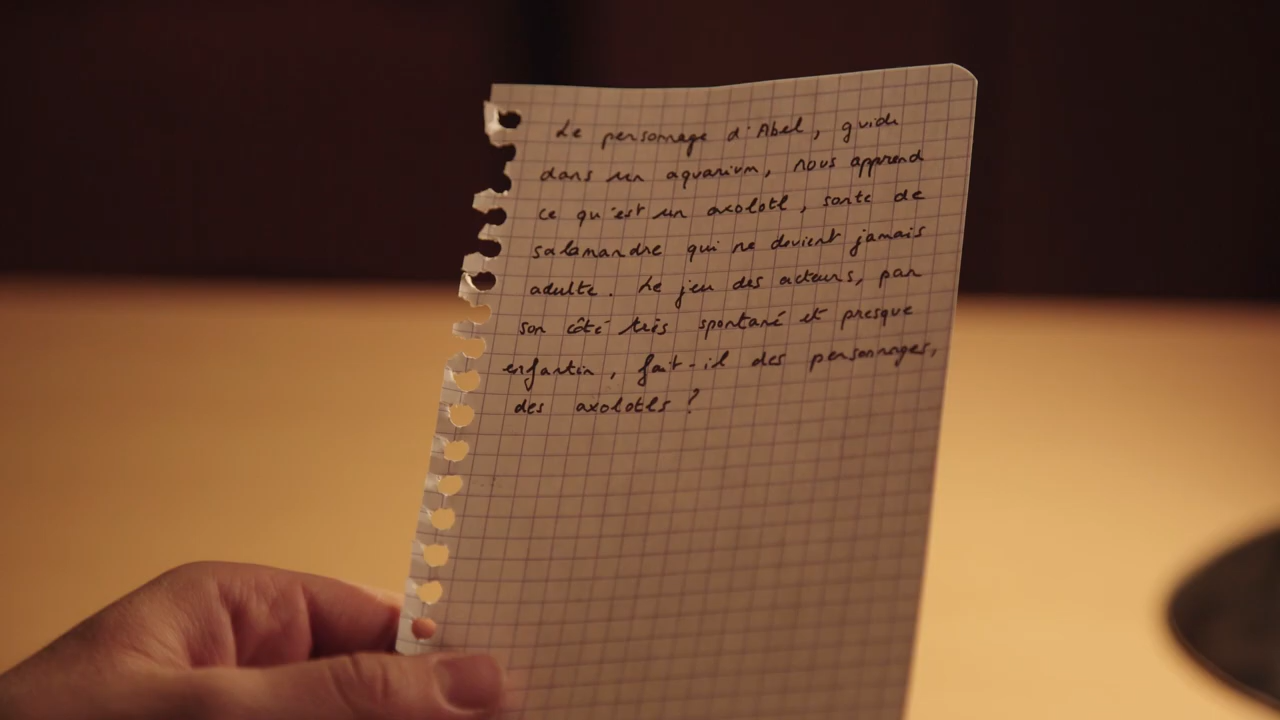 Le personnage d'Abel, guide
dans un aquarium, nous apprend
ce qu'est un axolotl, sorte de
salamandre qui ne devient jamais
adulte. Le jeu des acteurs, par
son côté très spontané et presque
enfantin, fait-il des personnages,
des axolotls ?